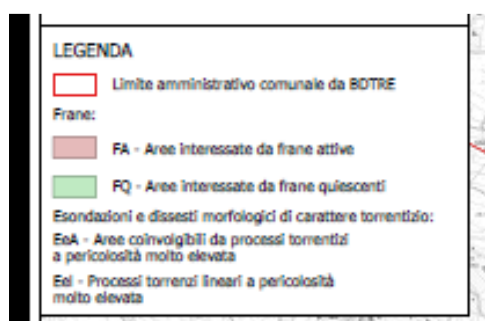 LEGENDA
Limite amministrativo comunale da BDTRE
Frane:
FA - Aree interessate da frane attive
FQ - Aree interessate da frane quiescenti
Esondazioni e dissesti morfologici di carattere torrentizio:
EeA - Aree coinvolgibili da processi torrentizi
a pericolosità molto elevata
Eel - Processi torrenzi lineari a pericolosità
molto elevata